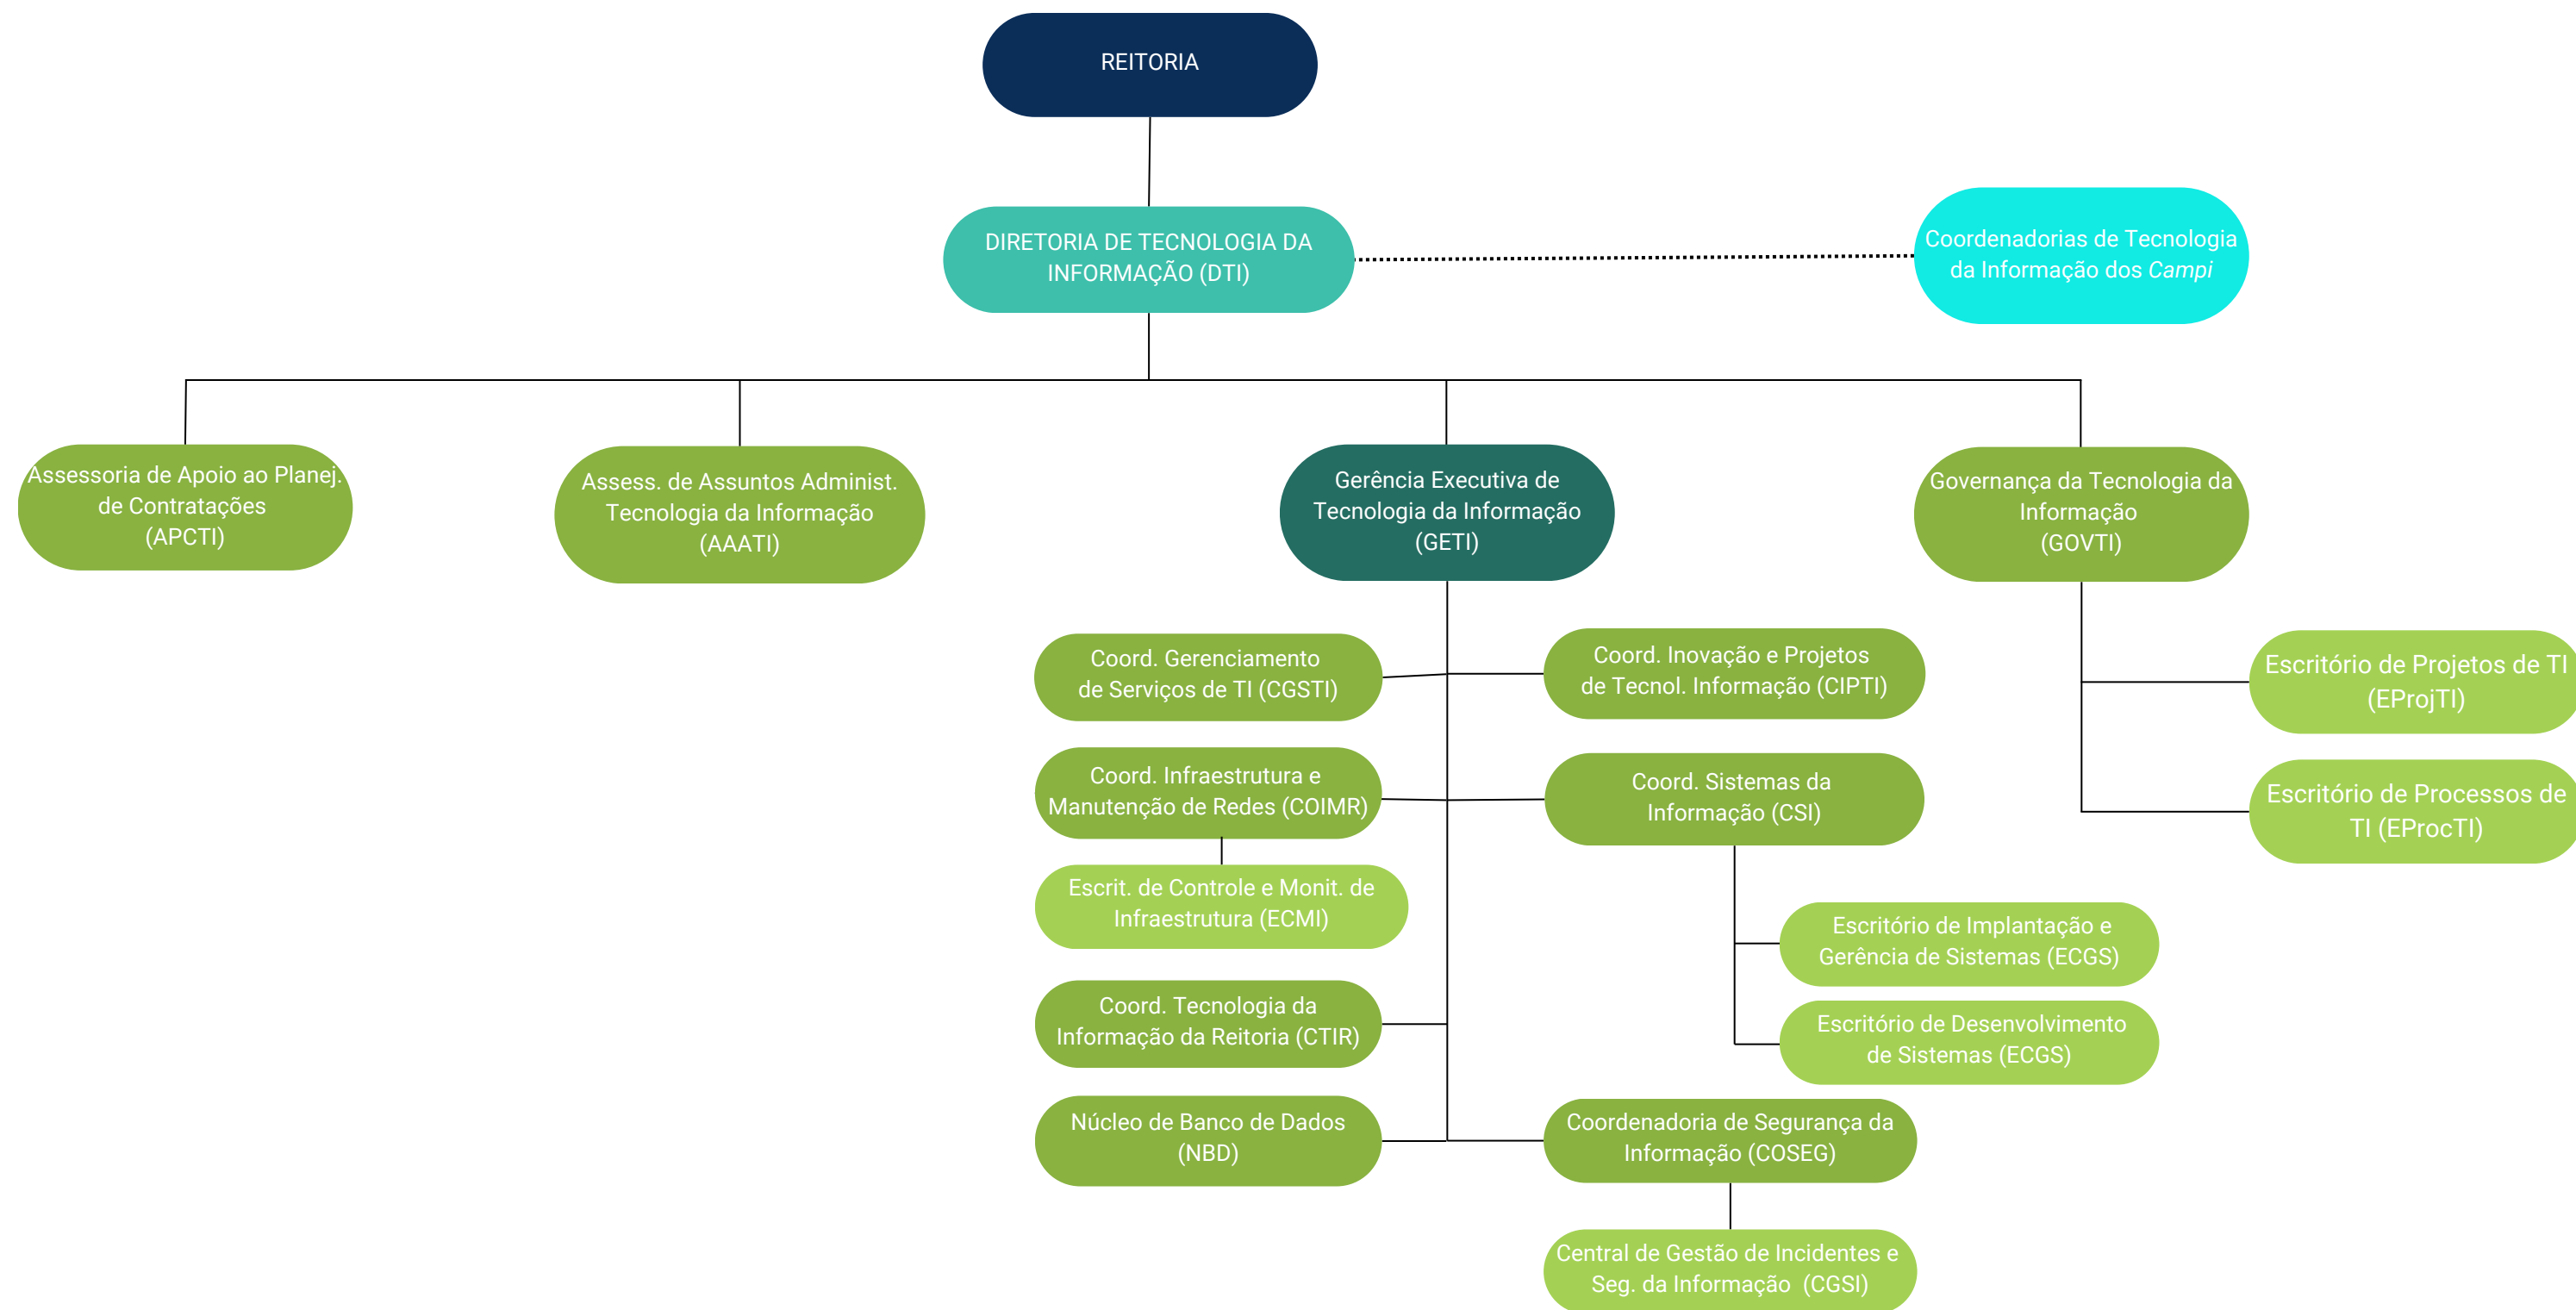 REITORIA
DIRETORIA DE TECNOLOGIA DA
INFORMAÇÃO (DTI)
Coordenadorias de Tecnologia
da Informação dos Campi
Assessoria de Apoio ao Planej.
de Contratações
(APCTI)
Assess. de Assuntos Administ.
Tecnologia da Informação
(AAATI)
Gerência Executiva de
Tecnologia da Informação
(GETI)
Governança da Tecnologia da
Informação
(GOVTI)
Coord. Gerenciamento
de Serviços de TI (CGSTI)
Coord. Inovação e Projetos
de Tecnol. Informação (CIPTI)
Escritório de Projetos de TI
(EProjTI)
Coord. Infraestrutura e
Manutenção de Redes (COIMR)
Coord. Sistemas da
Informação (CSI)
Escritório de Processos de
TI (EProcTI)
Escrit. de Controle e Monit. de
Infraestrutura (ECMI)
Escritório de Implantação e
Gerência de Sistemas (ECGS)
Coord. Tecnologia da
Informação da Reitoria (CTIR)
Escritório de Desenvolvimento
de Sistemas (ECGS)
Núcleo de Banco de Dados
(NBD)
Coordenadoria de Segurança da
Informação (COSEG)
Central de Gestão de Incidentes e
Seg. da Informação  (CGSI)